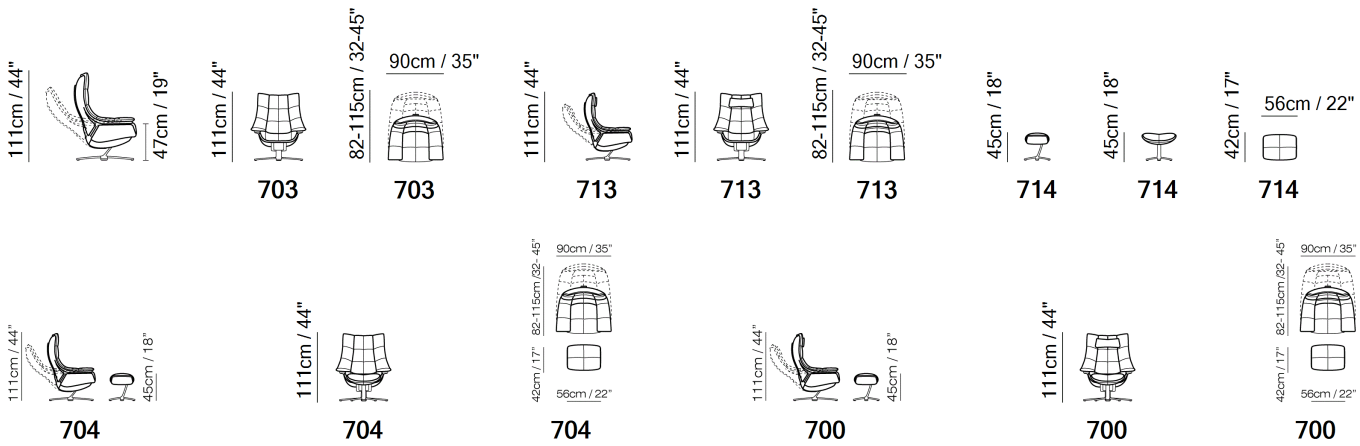 111cm / 44"
47cm / 19"
111cm / 44"
703
82-115cm / 32-45"
90cm / 35"
703
111cm / 44"
713
111cm / 44"
713
82-115cm / 32-45"
90cm / 35"
713
45cm / 18"
714
45cm / 18"
714
42cm / 17"
56cm / 22"
714
111cm / 44"
45cm / 18"
704
111cm / 44"
704
90cm / 35"
82-115cm /32- 45"
42cm / 17"
56cm / 22"
704
111cm / 44"
45cm / 18"
700
111cm / 44"
700
90cm / 35"
82-115cm /32- 45"
42cm / 17"
56cm / 22"
700